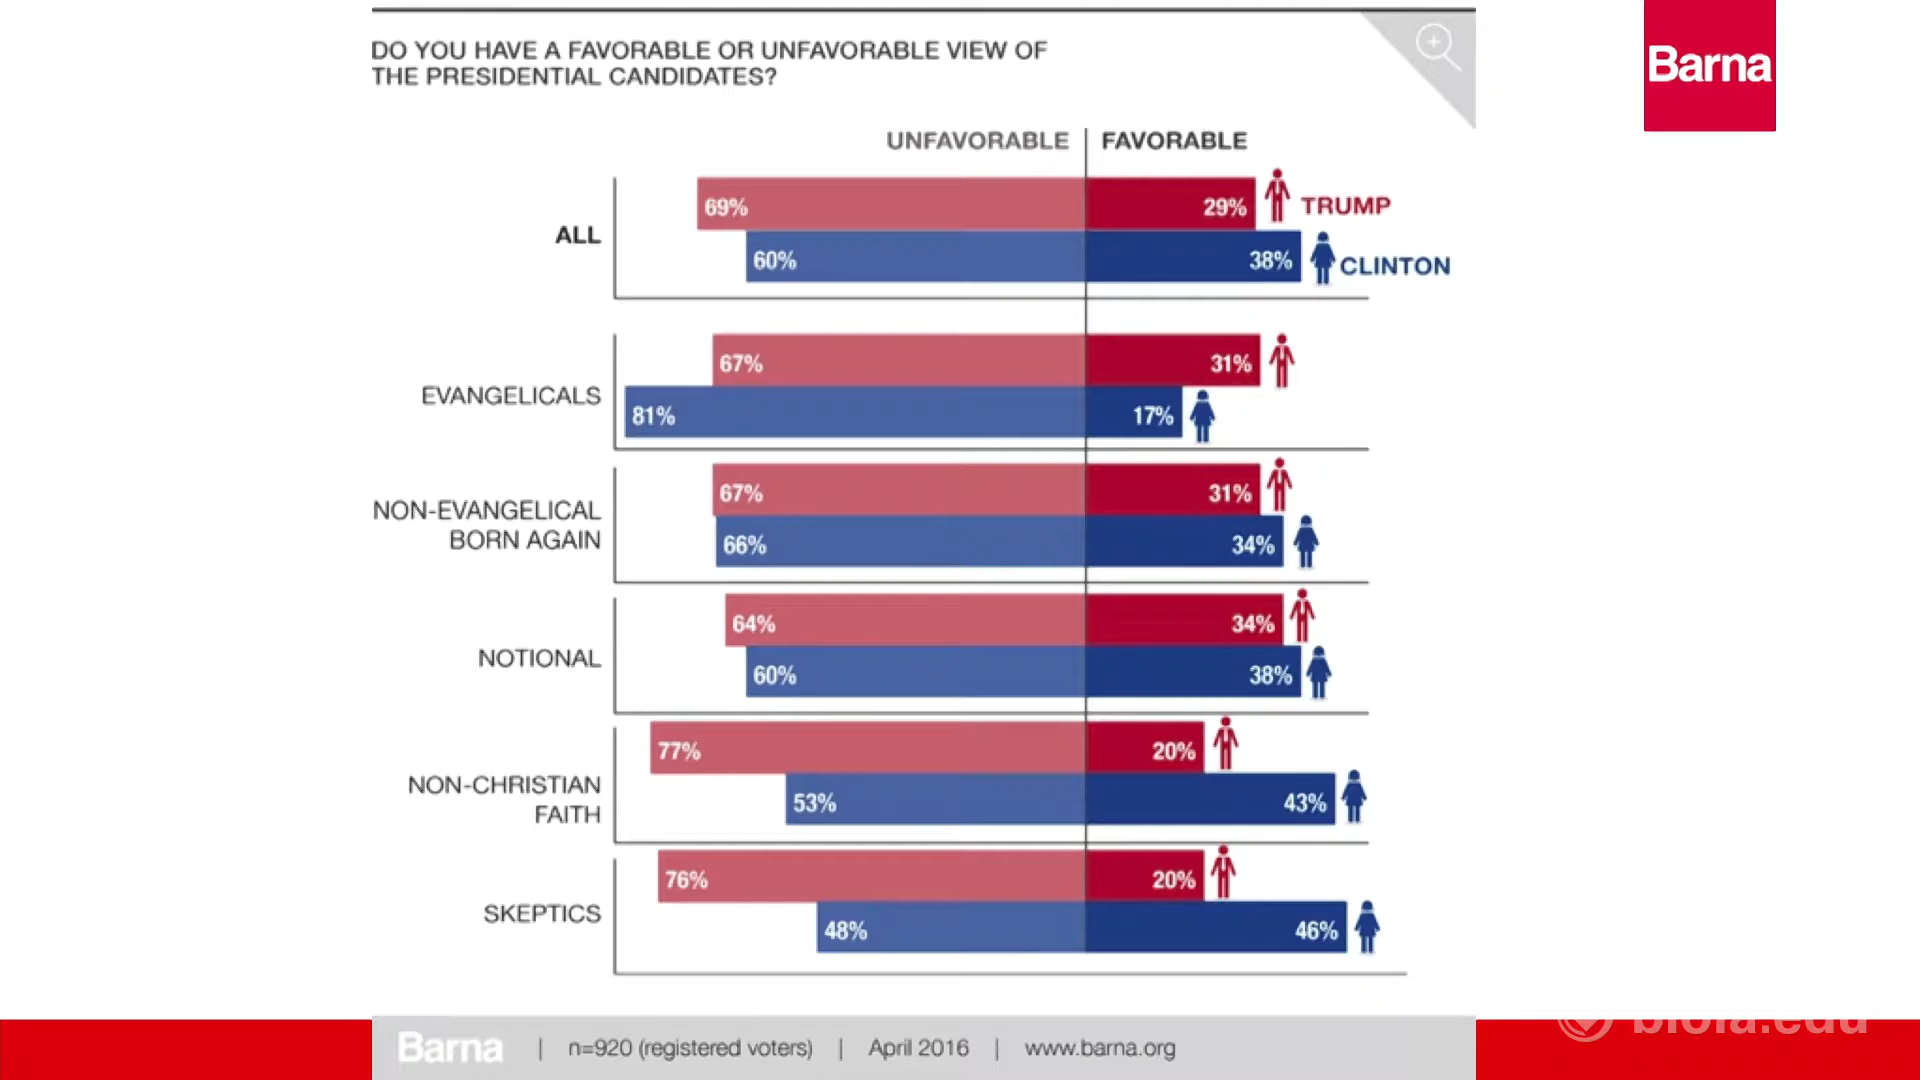 DO YOU HAVE A FAVORABLE OR UNFAVORABLE VIEW OF
THE PRESIDENTIAL CANDIDATES?
Barna
UNFAVORABLE
FAVORABLE
ALL
69%
29%
TRUMP
60%
38%
CLINTON
EVANGELICALS
67%
31%
81%
17%
NON-EVANGELICAL
BORN AGAIN
67%
31%
66%
34%
NOTIONAL
64%
34%
60%
38%
NON-CHRISTIAN
FAITH
77%
20%
53%
43%
SKEPTICS
76%
20%
48%
46%
Barna | n=920 (registered voters) | April 2016 | www.barna.org
biola.edu